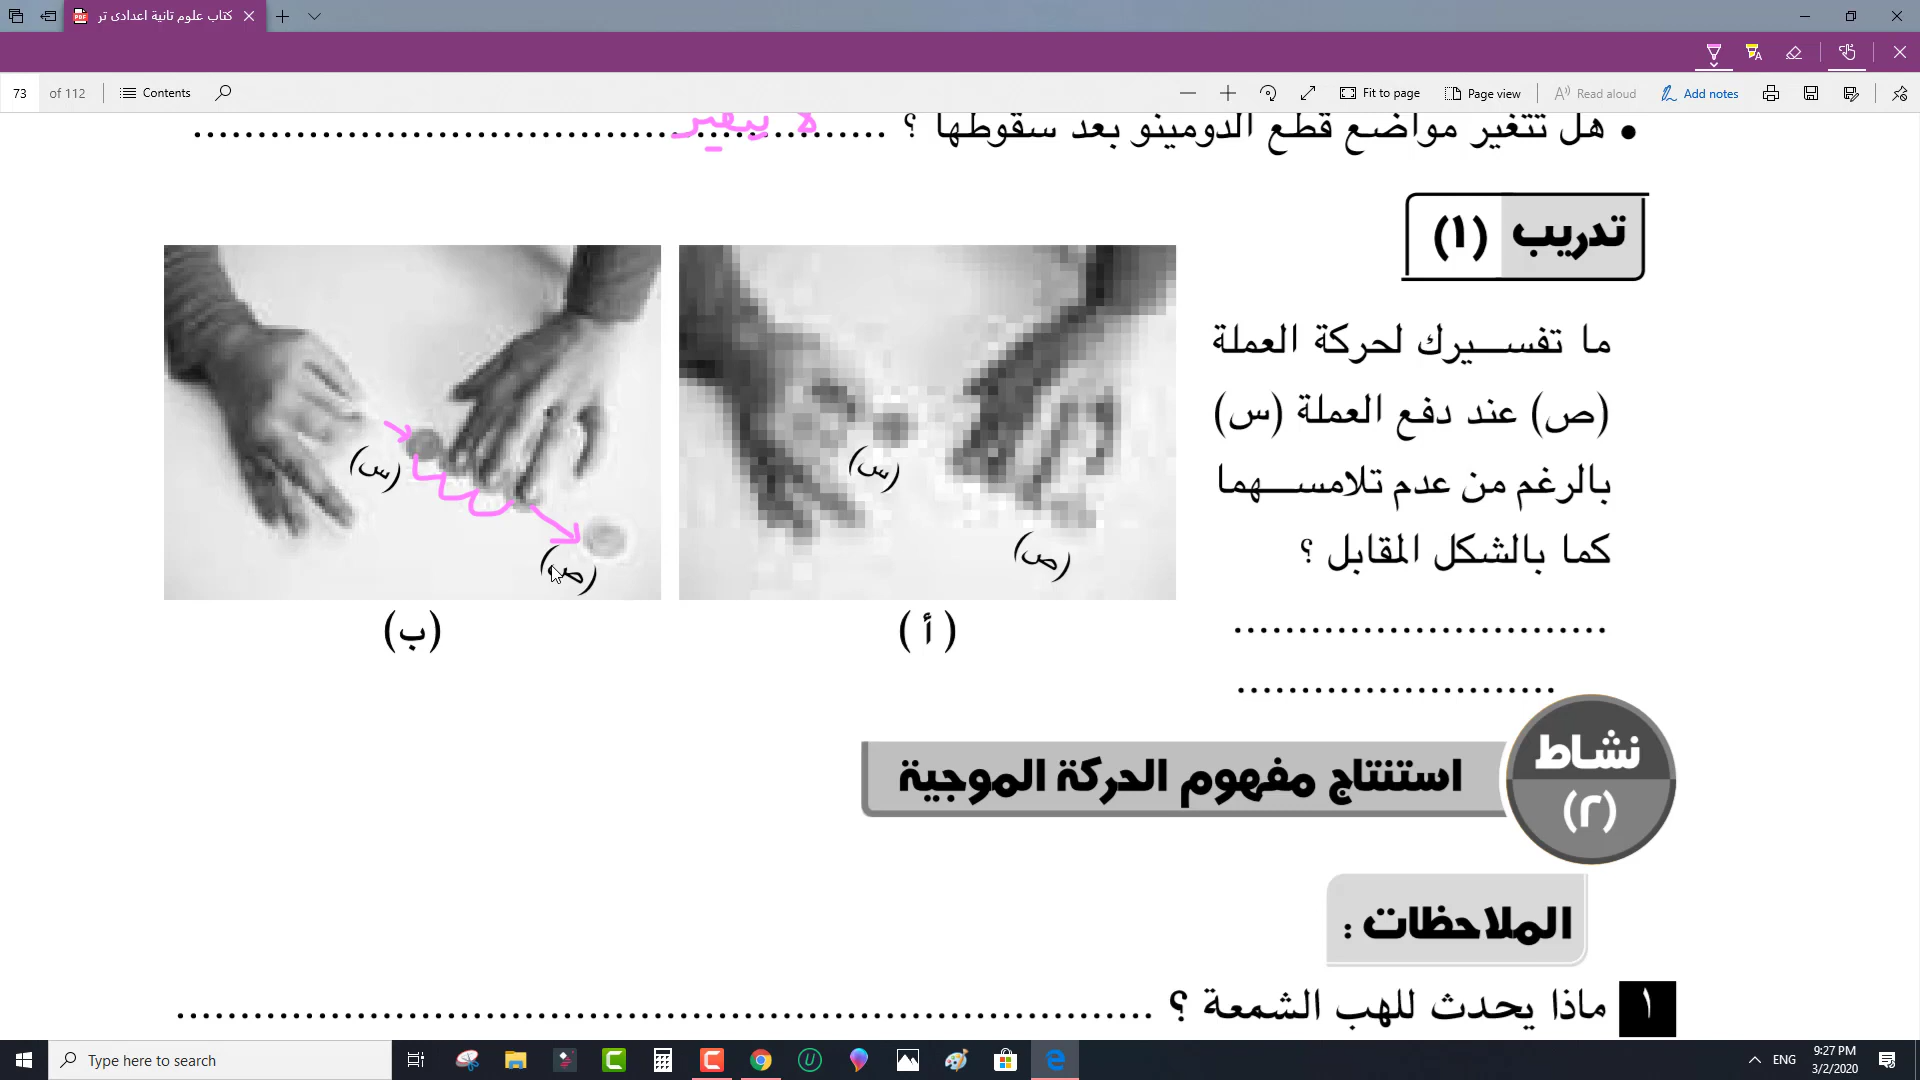 كتاب علوم تانية اعدادى تر
73 of 112
Contents
Fit to page
Page view
Read aloud
Add notes
• هل تتغير مواضع قطع الدومينو بعد سقوطها ؟ ........................................
لا يتغير
تدريب (١)
ما تفسيرك لحركة العملة
(ص) عند دفع العملة (س)
بالرغم من عدم تلامسهما
كما بالشكل المقابل ؟
..............................
..........................
(س)
(ص)
(أ)
(س)
(ص)
(ب)
نشاط
(٢)
استنتاج مفهوم الحركة الموجية
الملاحظات :
١ ماذا يحدث للهب الشمعة ؟ ........................................
Type here to search
ENG
9:27 PM
3/2/2020